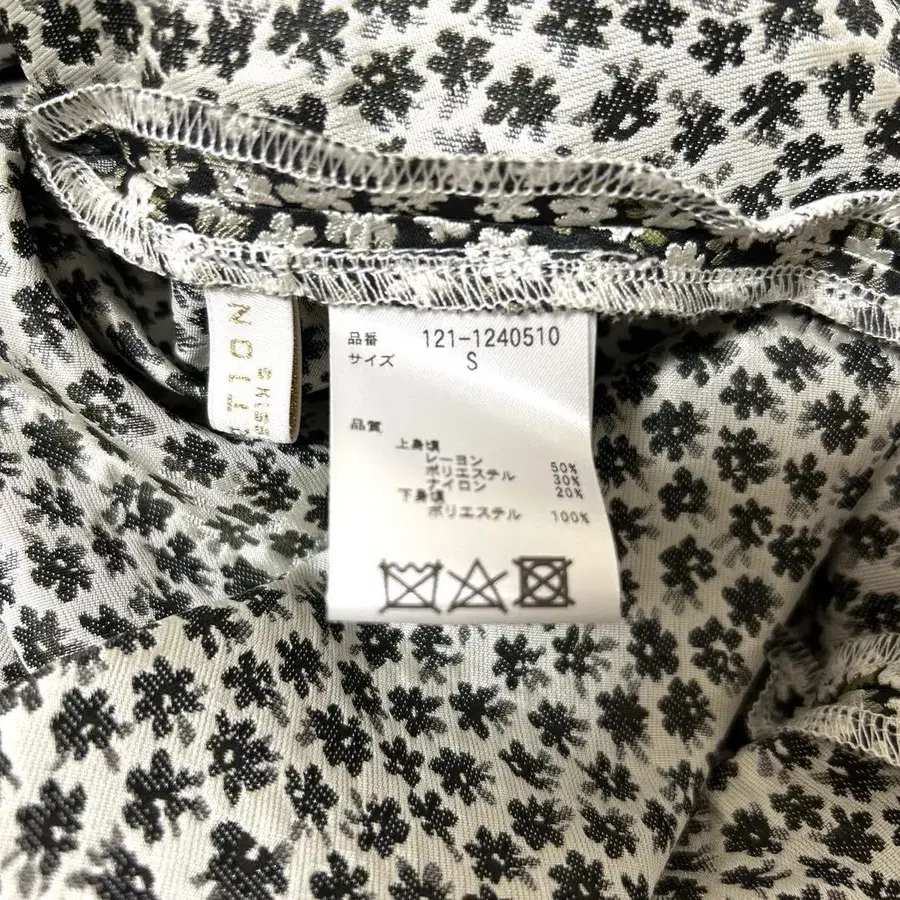 品番 121-1240510
サイズ S
品質
上身頃
レーヨン 50%
ポリエステル 30%
ナイロン 20%
下身頃
ポリエステル 100%